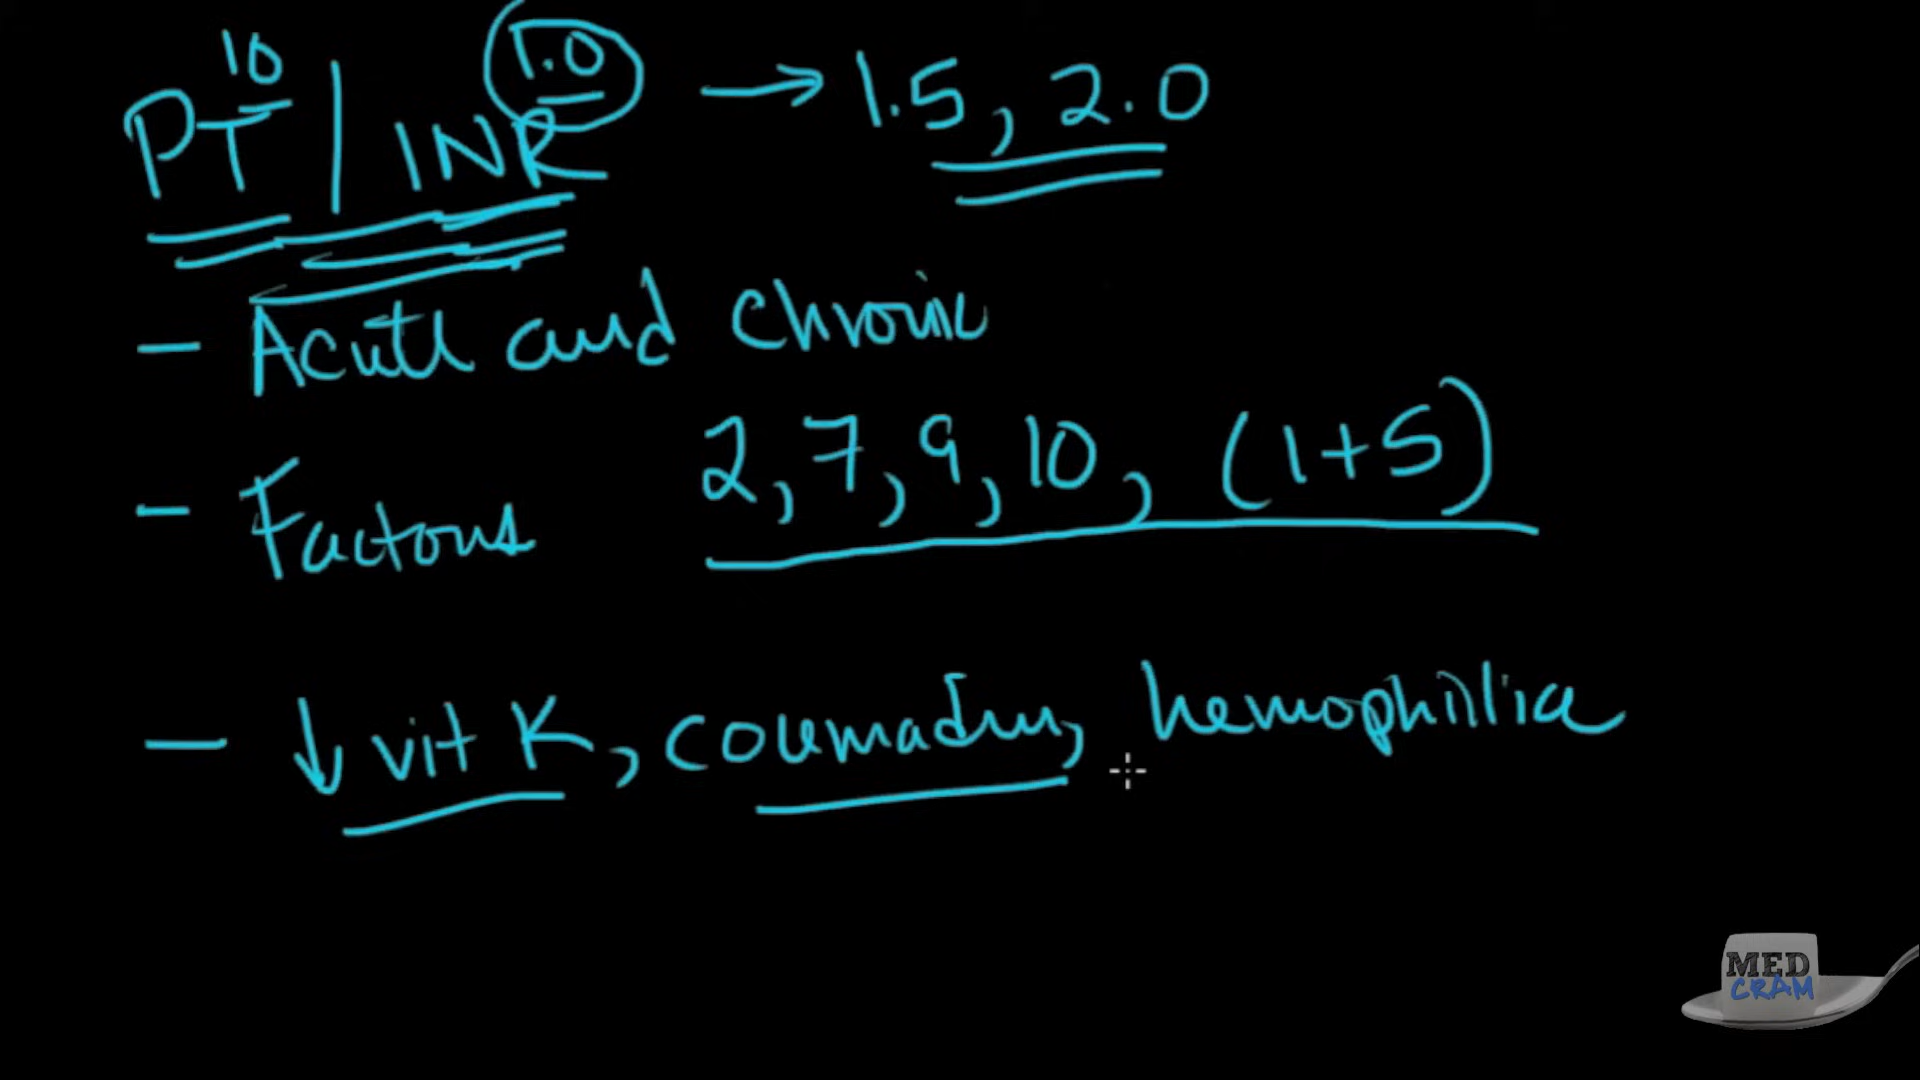 10 1.0
PT / INR → 1.5, 2.0
- Acute and chronic
- Factors 2, 7, 9, 10, (1+5)
- ↓ vit K, coumadin, hemophillia
MED
CRAM